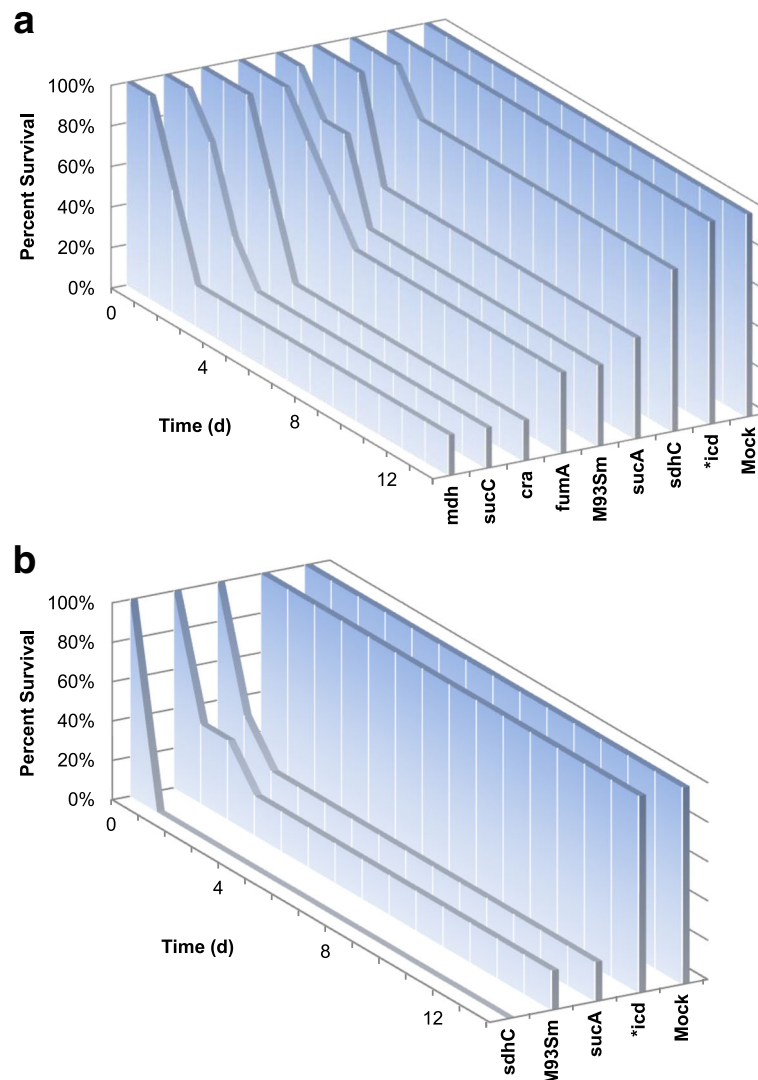 a
100%
80%
60%
40%
20%
0%
Percent Survival
0
4
8
12
Time (d)
mdh
sucC
cra
fumA
M93Sm
sucA
sdhC
*icd
Mock
b
100%
80%
60%
40%
20%
0%
Percent Survival
0
4
8
12
Time (d)
sdhC
M93Sm
sucA
*icd
Mock